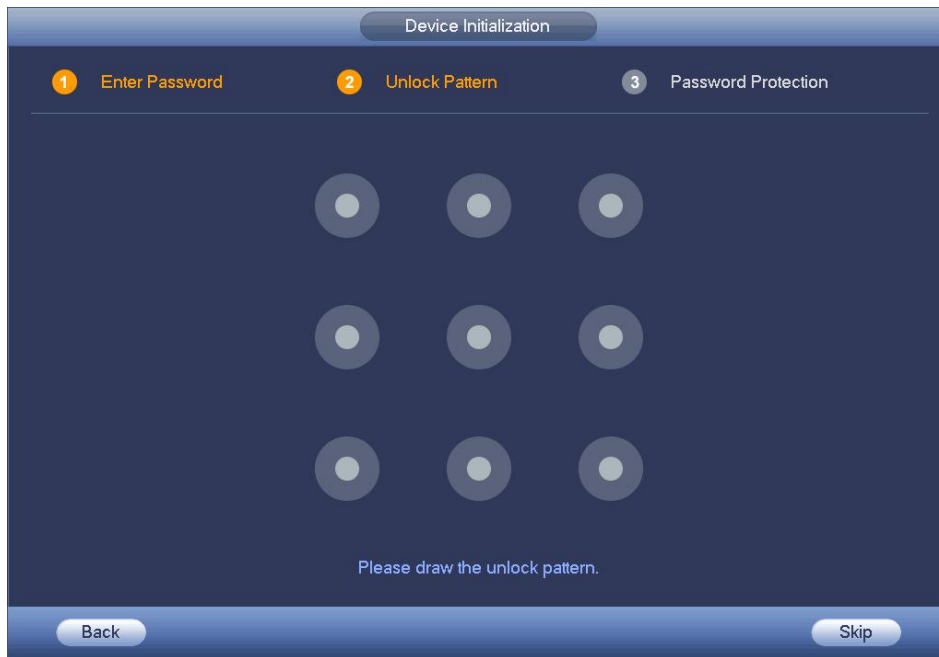 Device Initialization
1 Enter Password 2 Unlock Pattern 3 Password Protection
Please draw the unlock pattern.
Back Skip